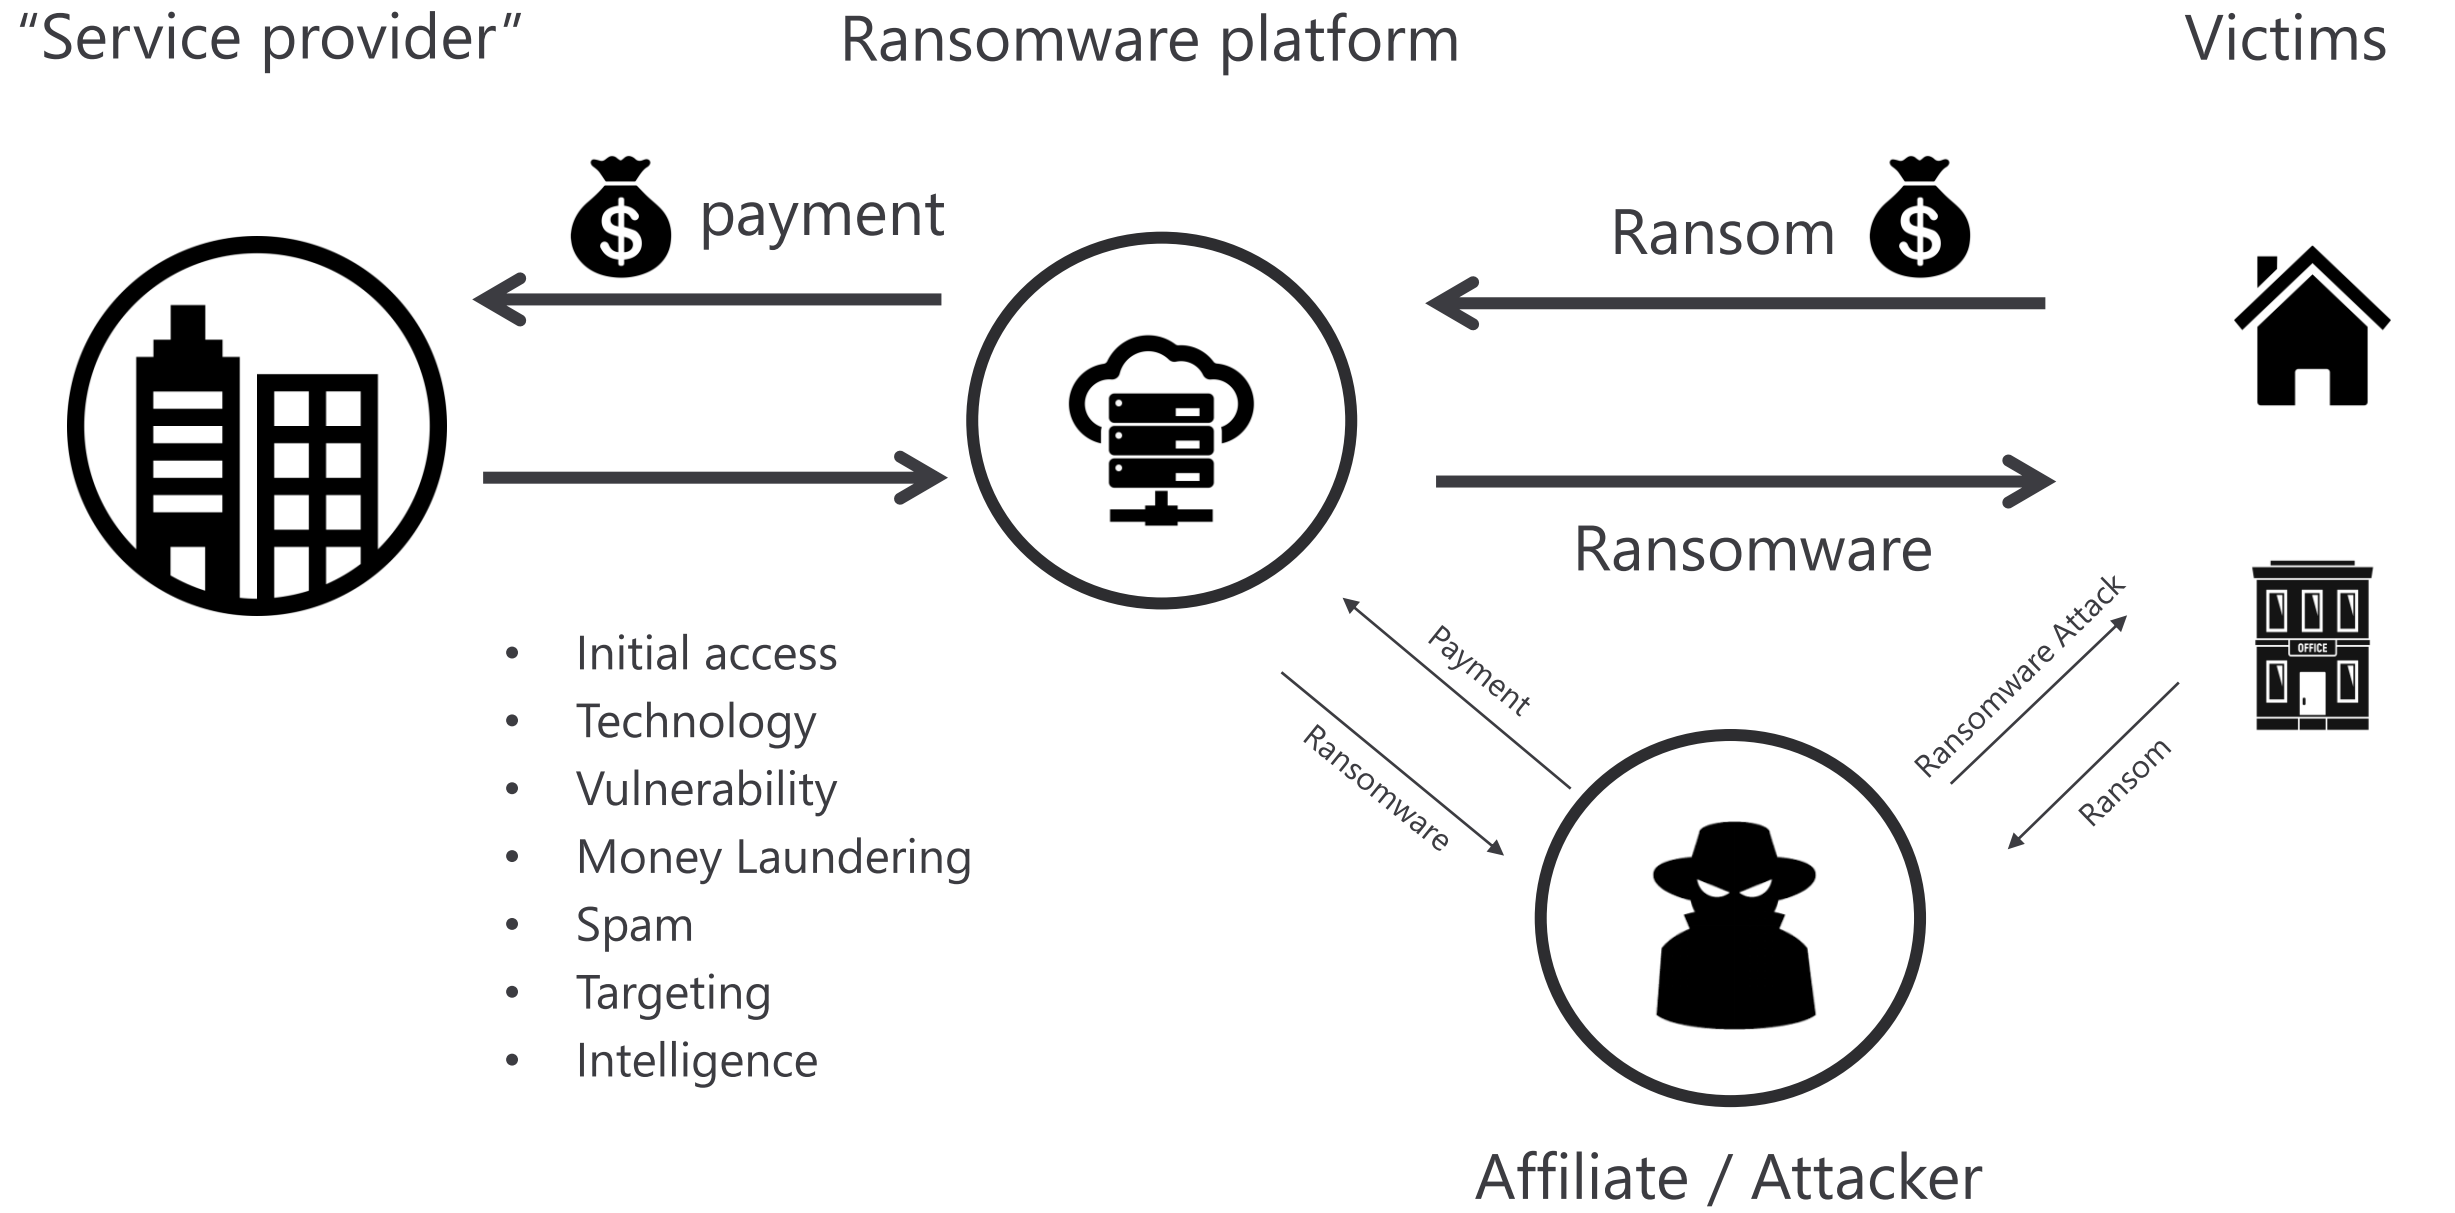 “Service provider”
Ransomware platform
Victims
$ payment
Ransom $
Ransomware
Payment
Ransomware
Ransomware Attack
Ransom
OFFICE
• Initial access
• Technology
• Vulnerability
• Money Laundering
• Spam
• Targeting
• Intelligence
Affiliate / Attacker